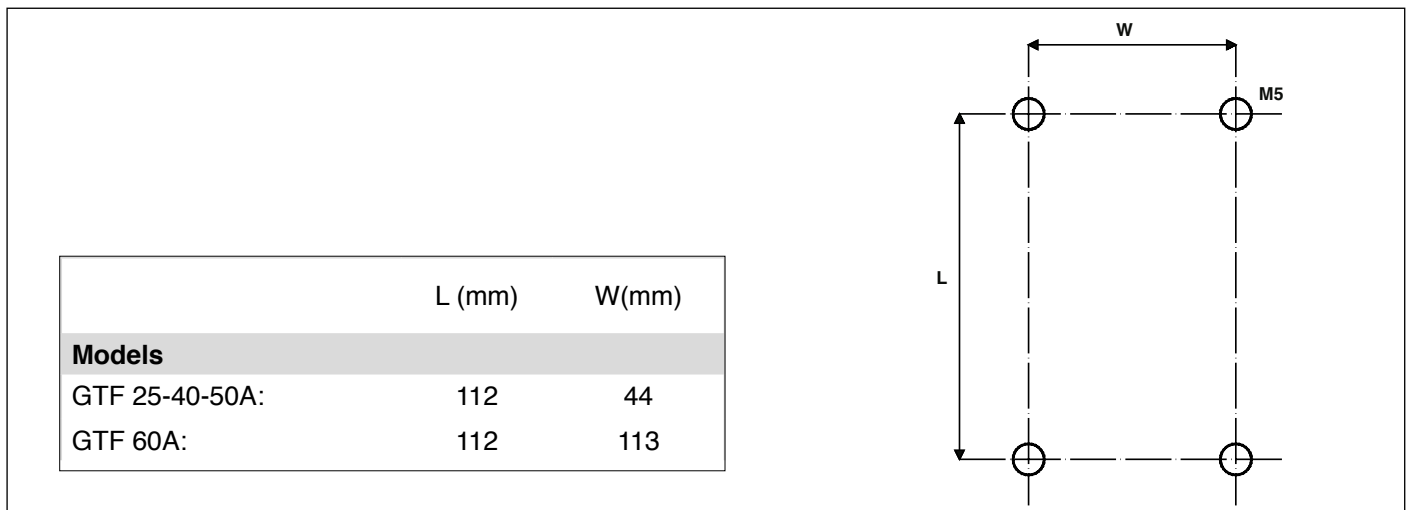 L (mm) W(mm)
Models
GTF 25-40-50A: 112 44
GTF 60A: 112 113
W
M5
L